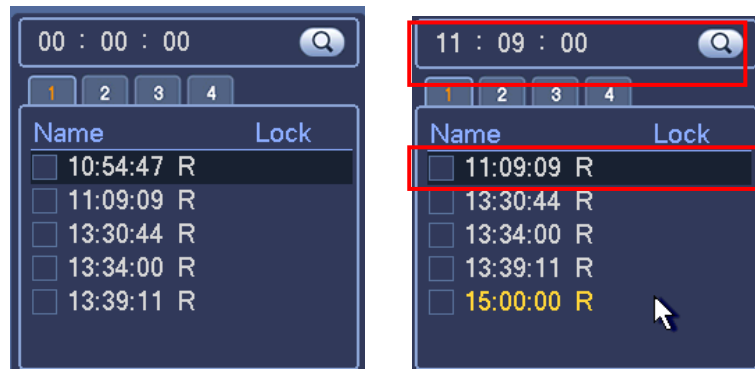 00 : 00 : 00
1 2 3 4
Name Lock
10:54:47 R
11:09:09 R
13:30:44 R
13:34:00 R
13:39:11 R
11 : 09 : 00
1 2 3 4
Name Lock
11:09:09 R
13:30:44 R
13:34:00 R
13:39:11 R
15:00:00 R